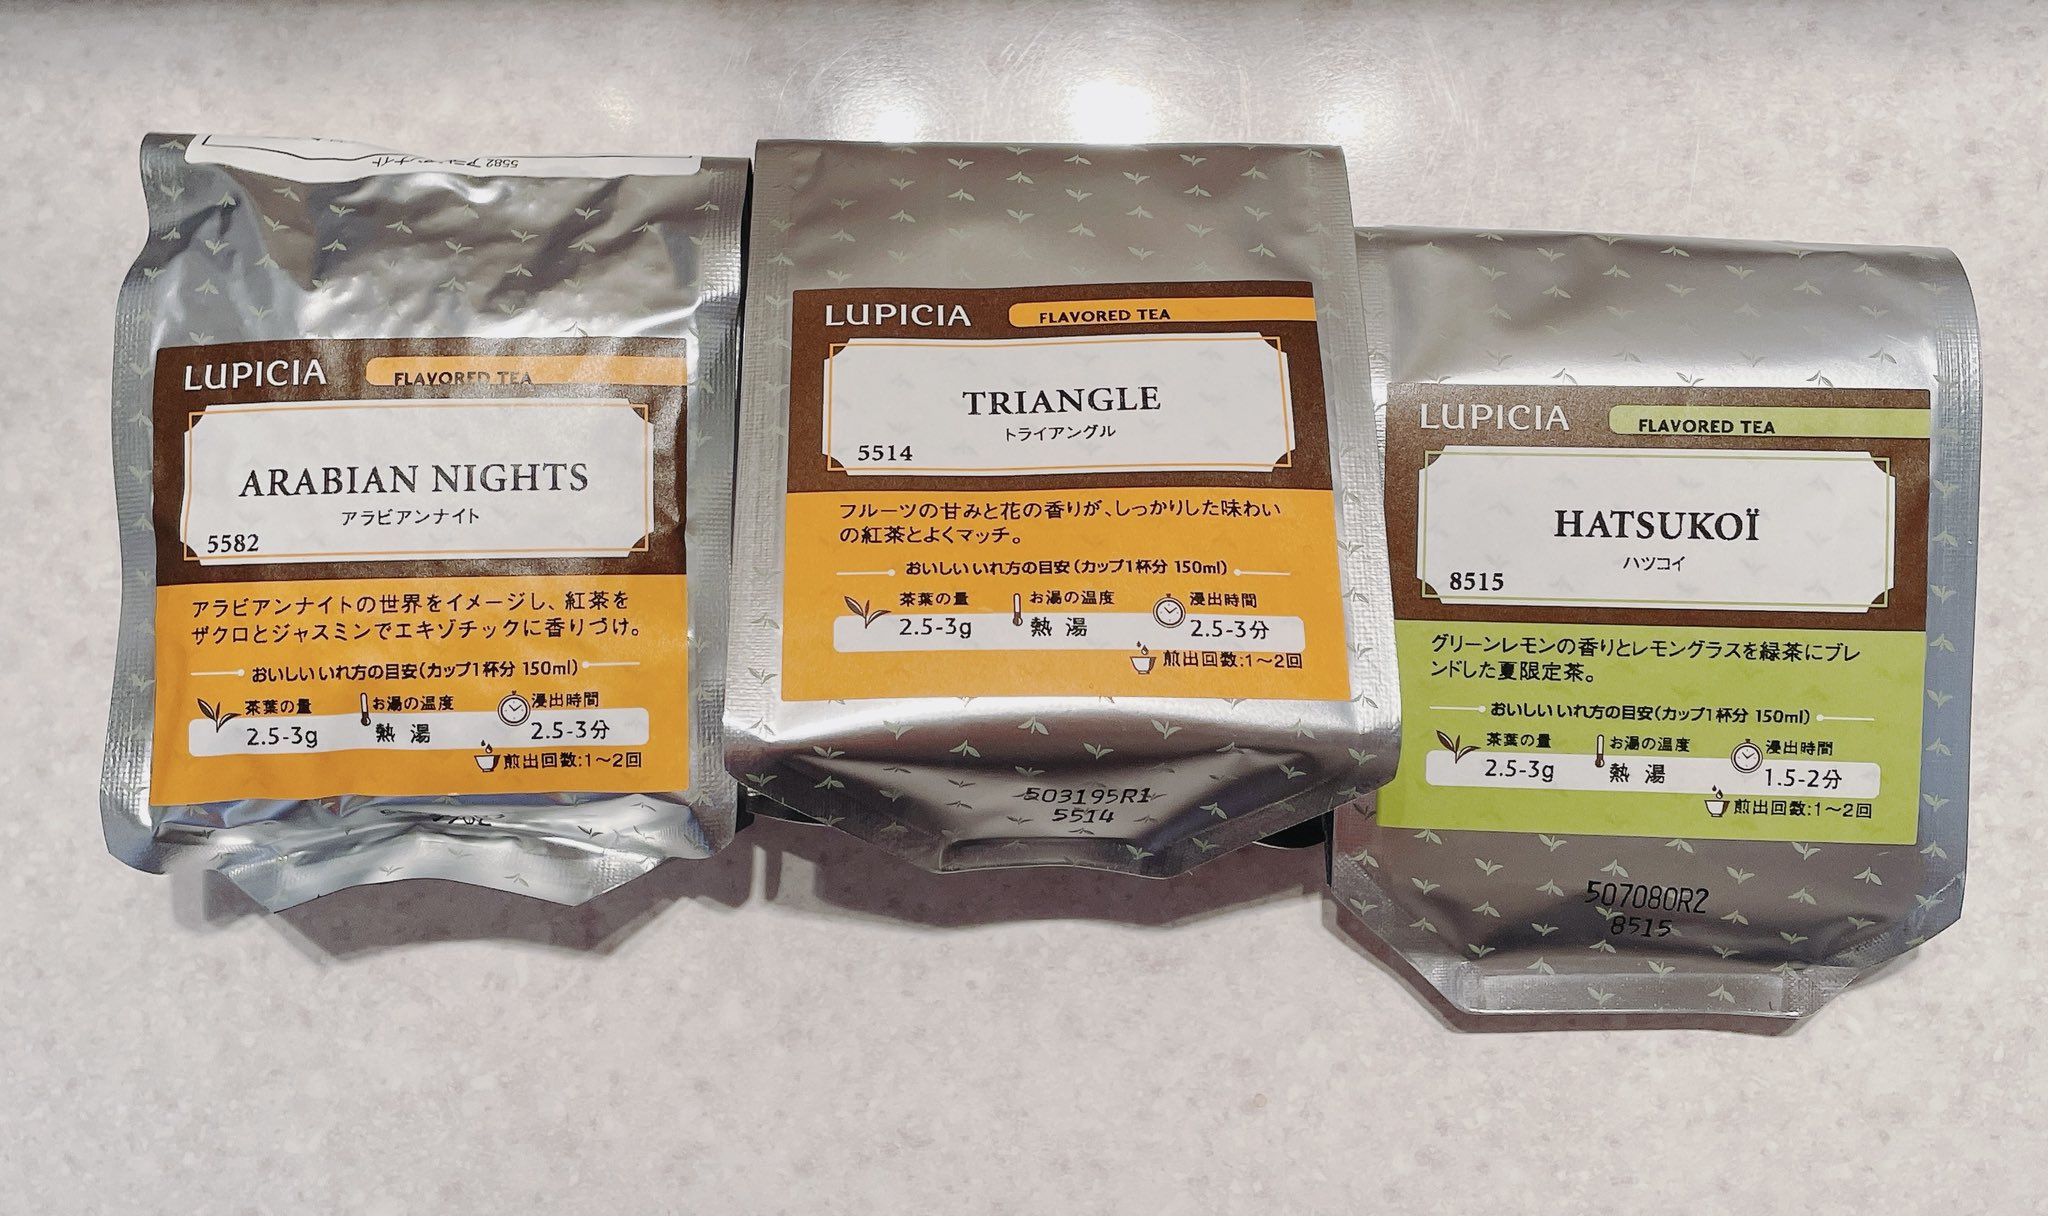 5582 アラビアンナイト
LUPICIA
FLAVORED TEA
ARABIAN NIGHTS
アラビアンナイト
5582
アラビアンナイトの世界をイメージし、紅茶を
ザクロとジャスミンでエキゾチックに香りづけ。
おいしいいれ方の目安(カップ1杯分 150ml)
茶葉の量 お湯の温度 浸出時間
2.5-3g 熱湯 2.5-3分
煎出回数:1〜2回
LUPICIA
FLAVORED TEA
TRIANGLE
トライアングル
5514
フルーツの甘みと花の香りが、しっかりした味わい
の紅茶とよくマッチ。
おいしいいれ方の目安(カップ1杯分 150ml)
茶葉の量 お湯の温度 浸出時間
2.5-3g 熱湯 2.5-3分
煎出回数:1〜2回
503195R1
5514
LUPICIA
FLAVORED TEA
HATSUKOÏ
ハツコイ
8515
グリーンレモンの香りとレモングラスを緑茶にブレ
ンドした夏限定茶。
おいしいいれ方の目安(カップ1杯分 150ml)
茶葉の量 お湯の温度 浸出時間
2.5-3g 熱湯 1.5-2分
煎出回数:1〜2回
507080R2
8515